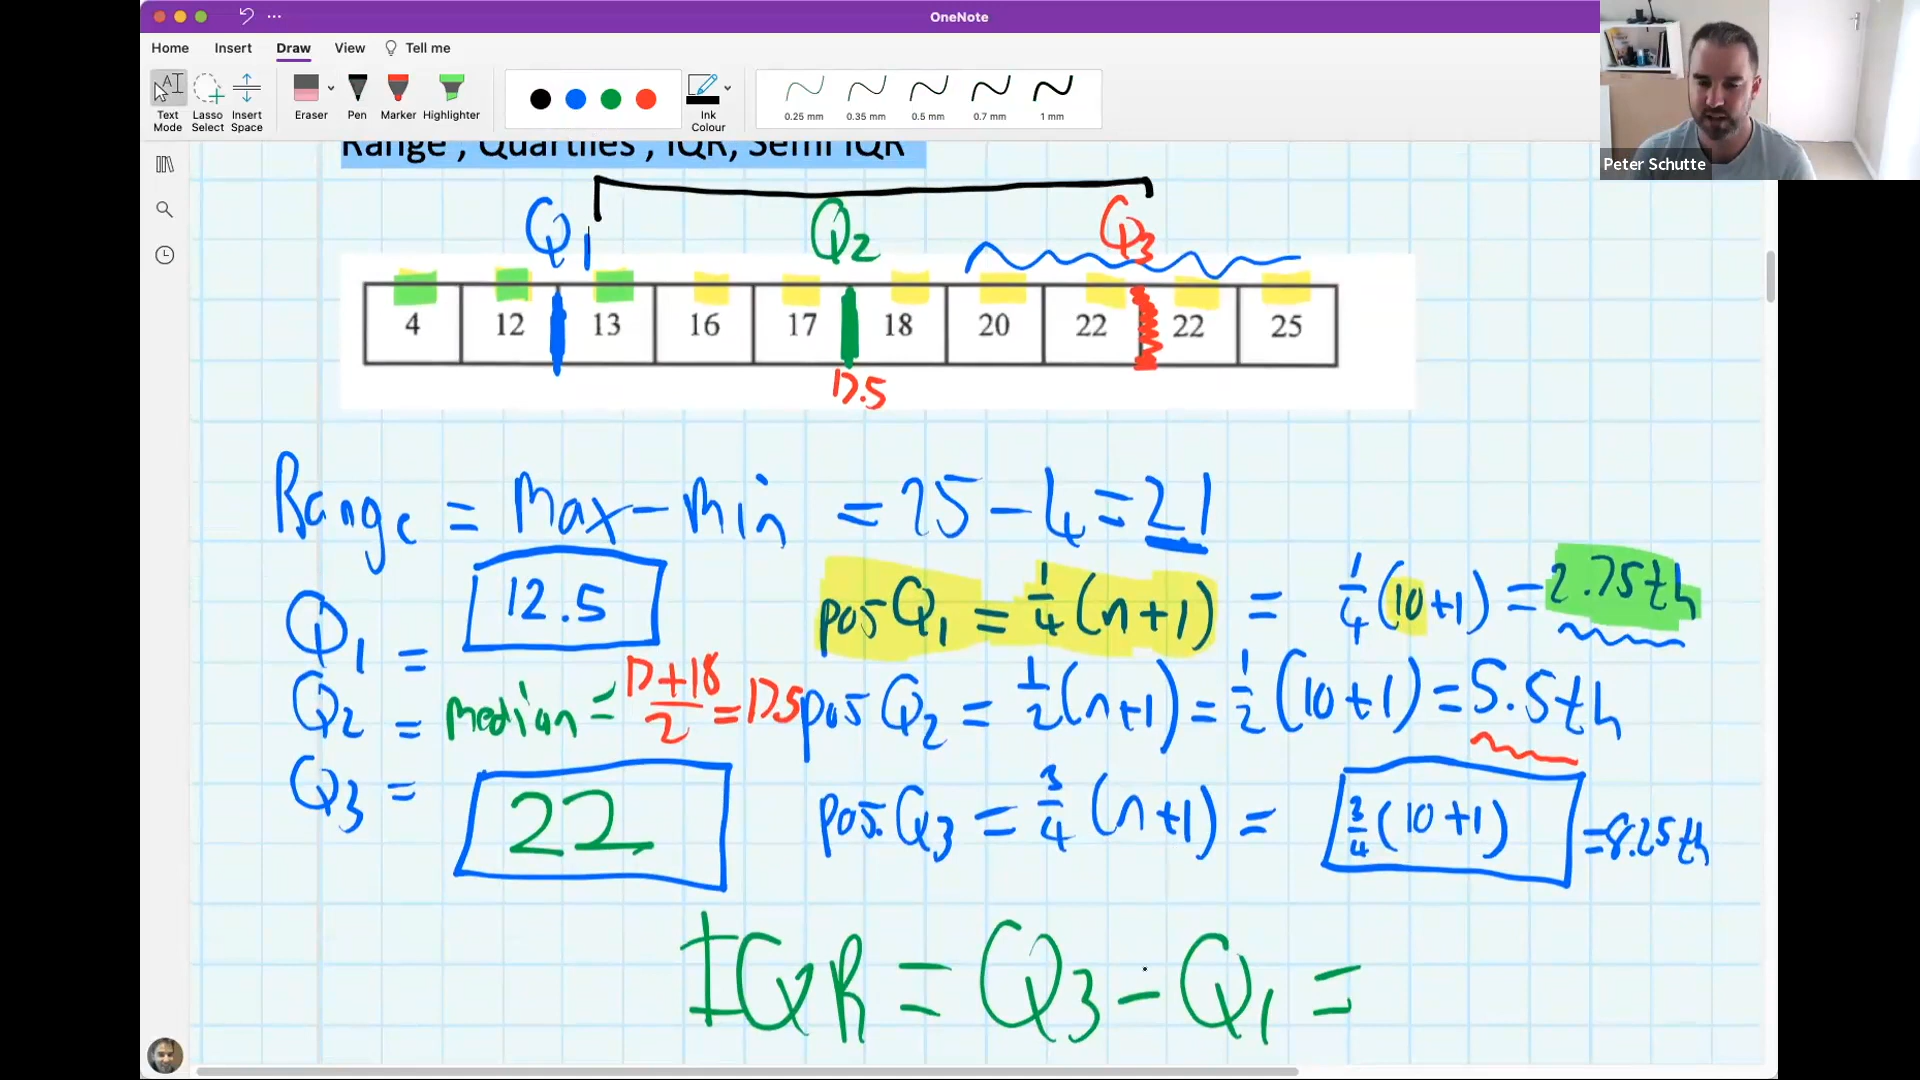 OneNote
Home Insert Draw View Tell me
Text Mode Lasso Select Insert Space Eraser Pen Marker Highlighter Ink Colour 0.25 mm 0.35 mm 0.5 mm 0.7 mm 1 mm
Peter Schutte
Range , Quartiles , IQR, Semi IQR
Q1 Q2 Q3
4 12 13 16 17 18 20 22 22 25
17.5
Range = Max - Min = 25 - 4 = 21
Q1 = 12.5 pos Q1 = 1/4 (n+1) = 1/4 (10+1) = 2.75th
Q2 = median = 17+18/2 = 17.5 pos Q2 = 1/2 (n+1) = 1/2 (10+1) = 5.5th
Q3 = 22 pos. Q3 = 3/4 (n+1) = 3/4 (10+1) = 8.25th
IQR = Q3 - Q1 =